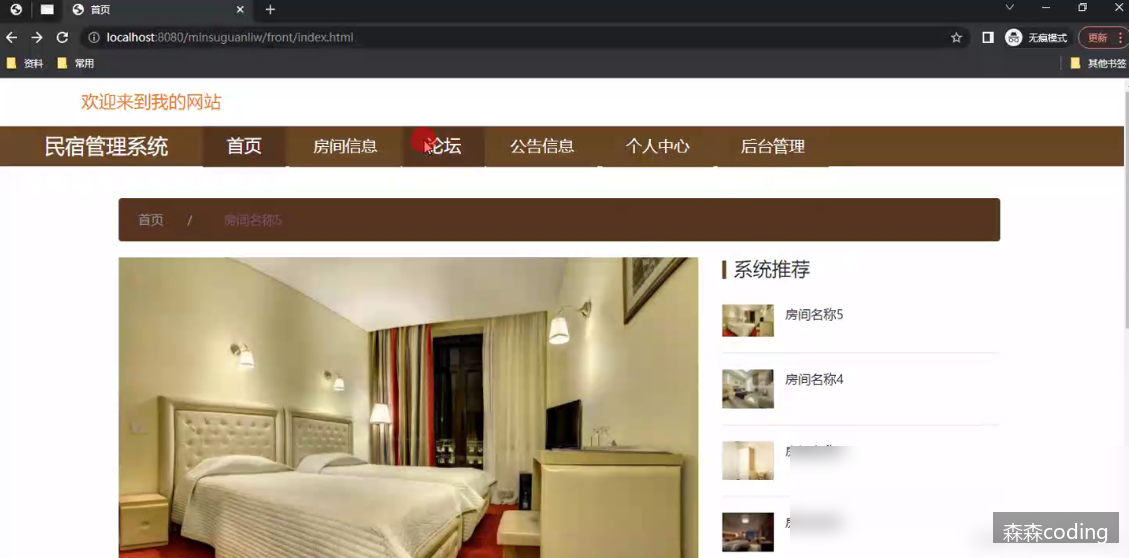 首页
localhost:8080/minsuguanliw/front/index.html
无痕模式
更新
资料
常用
其他书签
欢迎来到我的网站
民宿管理系统
首页
房间信息
论坛
公告信息
个人中心
后台管理
首页 / 房间名称5
系统推荐
房间名称5
房间名称4
森森coding